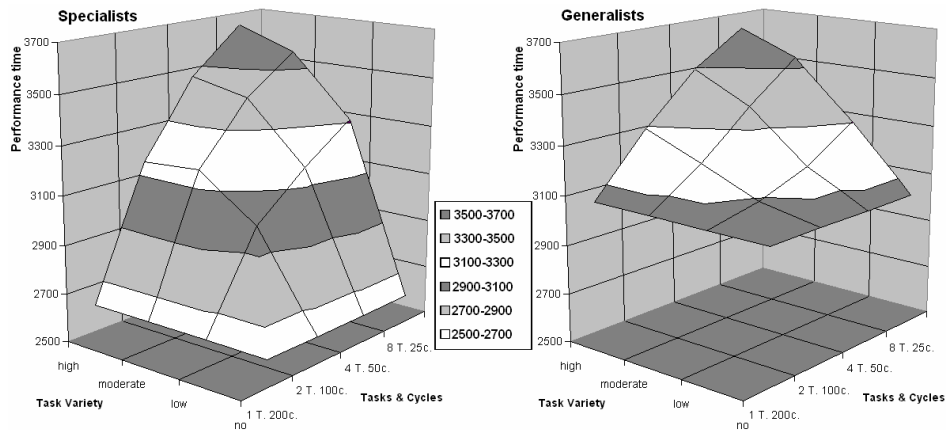 Specialists
Performance time
3700
3500
3300
3100
2900
2700
2500
high
moderate
low
no
Task Variety
1 T. 200c.
2 T. 100c.
4 T. 50c.
8 T. 25c.
Tasks & Cycles
3500-3700
3300-3500
3100-3300
2900-3100
2700-2900
2500-2700
Generalists
Performance time
3700
3500
3300
3100
2900
2700
2500
high
moderate
low
no
Task Variety
1 T. 200c.
2 T. 100c.
4 T. 50c.
8 T. 25c.
Tasks & Cycles